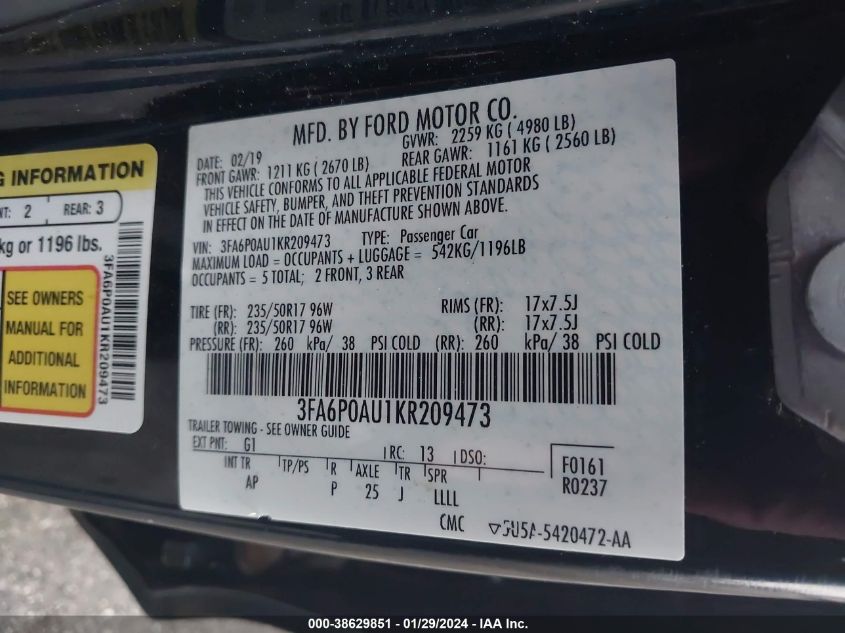 MFD. BY FORD MOTOR CO.
DATE: 02/19 GVWR: 2259 KG ( 4980 LB)
FRONT GAWR: 1211 KG ( 2670 LB) REAR GAWR: 1161 KG ( 2560 LB)
THIS VEHICLE CONFORMS TO ALL APPLICABLE FEDERAL MOTOR
VEHICLE SAFETY, BUMPER, AND THEFT PREVENTION STANDARDS
IN EFFECT ON THE DATE OF MANUFACTURE SHOWN ABOVE.
VIN: 3FA6P0AU1KR209473 TYPE: Passenger Car
MAXIMUM LOAD = OCCUPANTS + LUGGAGE = 542KG/1196LB
OCCUPANTS = 5 TOTAL; 2 FRONT, 3 REAR
TIRE (FR): 235/50R17 96W RIMS (FR): 17x7.5J
(RR): 235/50R17 96W (RR): 17x7.5J
PRESSURE (FR): 260 kPa/ 38 PSI COLD (RR): 260 kPa/ 38 PSI COLD
3FA6P0AU1KR209473
TRAILER TOWING - SEE OWNER GUIDE
EXT PNT: G1 RC: 13 DSO:
INT TR TP/PS R AXLE TR SPR
AP P 25 J LLLL
F0161
R0237
CMC 5U5A-5420472-AA
INFORMATION
2 REAR: 3
kg or 1196 lbs.
SEE OWNERS
MANUAL FOR
ADDITIONAL
INFORMATION
3FA6P0AU1KR209473
000-38629851 - 01/29/2024 - IAA Inc.